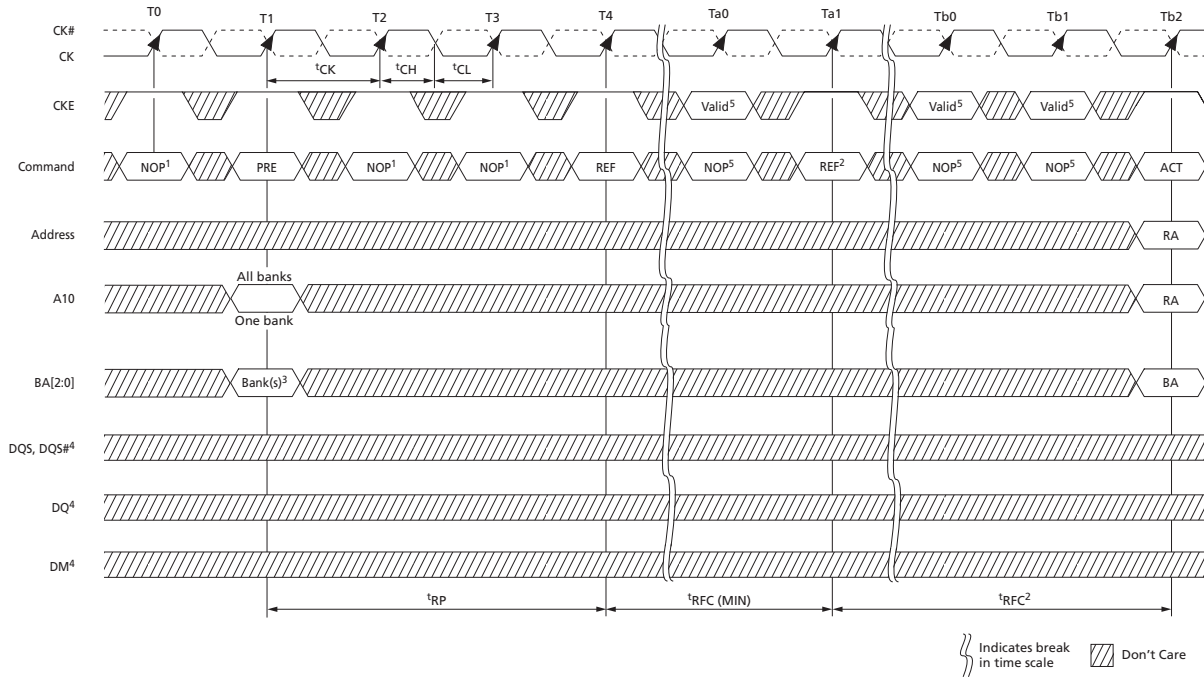 T0 T1 T2 T3 T4 Ta0 Ta1 Tb0 Tb1 Tb2
CK#
CK
tCK tCH tCL
CKE Valid5 Valid5 Valid5
Command NOP1 PRE NOP1 NOP1 REF NOP5 REF2 NOP5 NOP5 ACT
Address RA
All banks
A10 RA
One bank
BA[2:0] Bank(s)3 BA
DQS, DQS#4
DQ4
DM4
tRP tRFC (MIN) tRFC2
Indicates break
in time scale
Don't Care